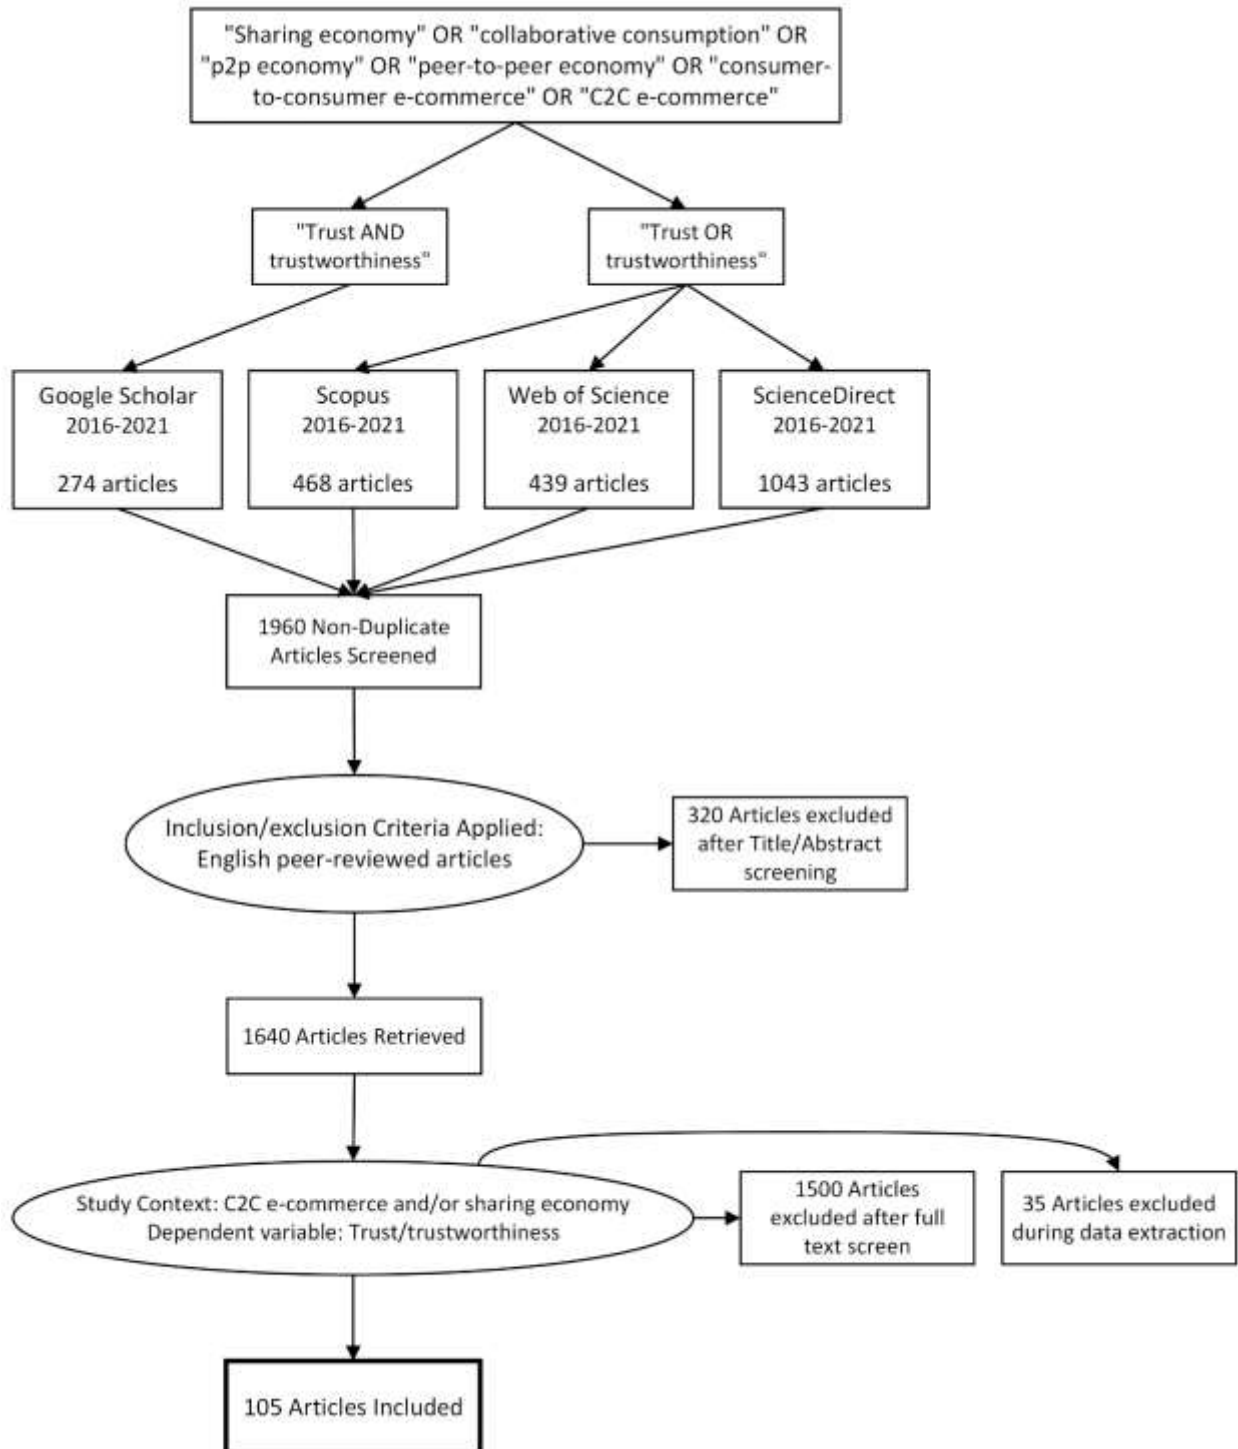 "Sharing economy" OR "collaborative consumption" OR
"p2p economy" OR "peer-to-peer economy" OR "consumer-
to-consumer e-commerce" OR "C2C e-commerce"
"Trust AND
trustworthiness"
"Trust OR
trustworthiness"
Google Scholar
2016-2021
274 articles
Scopus
2016-2021
468 articles
Web of Science
2016-2021
439 articles
ScienceDirect
2016-2021
1043 articles
1960 Non-Duplicate
Articles Screened
Inclusion/exclusion Criteria Applied:
English peer-reviewed articles
320 Articles excluded
after Title/Abstract
screening
1640 Articles Retrieved
Study Context: C2C e-commerce and/or sharing economy
Dependent variable: Trust/trustworthiness
1500 Articles
excluded after full
text screen
35 Articles excluded
during data extraction
105 Articles Included